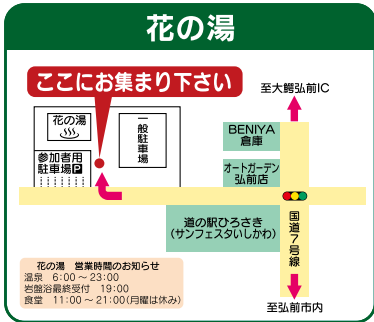 花の湯
ここにお集まり下さい
至大鰐弘前IC
花の湯
一般駐車場
参加者用
駐車場P
BENIYA
倉庫
オートガーデン
弘前店
道の駅ひろさき
(サンフェスタいしかわ)
国道7号線
至弘前市内
花の湯 営業時間のお知らせ
温泉 6:00~23:00
岩盤浴最終受付 19:00
食堂 11:00~21:00(月曜は休み)